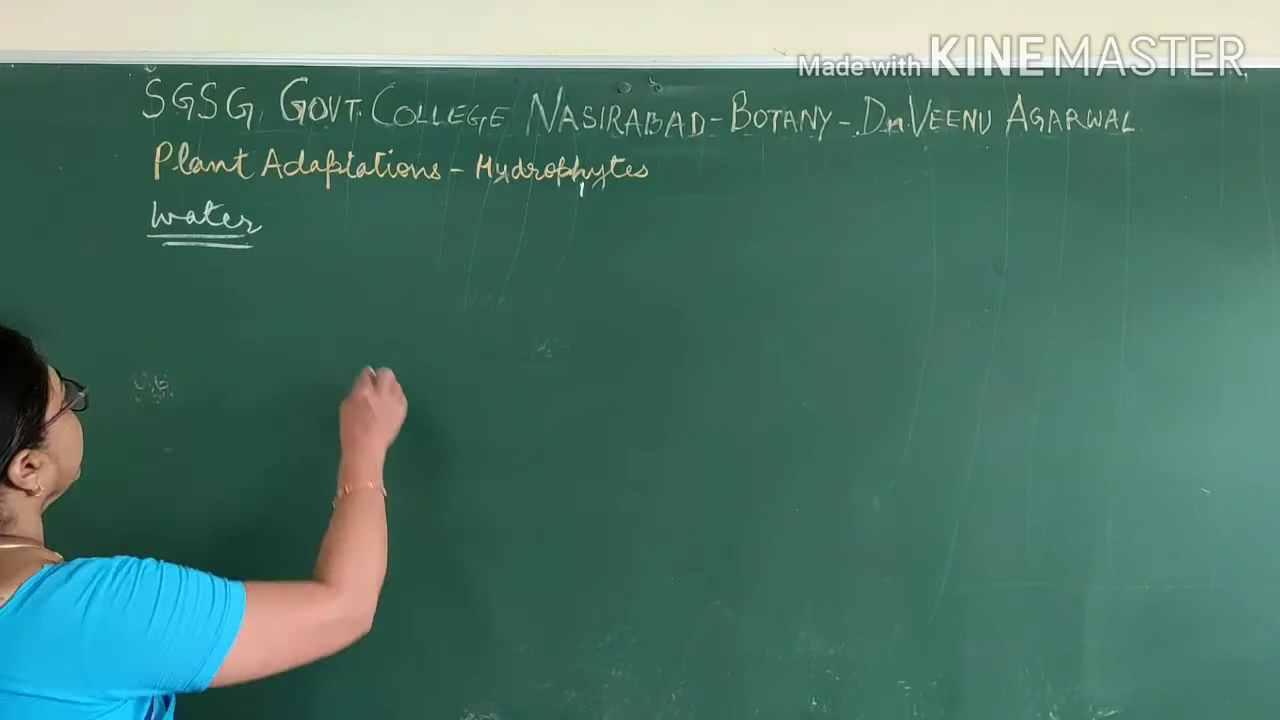 Made with KINEMASTER
SGSG, GOVT. COLLEGE NASIRABAD - BOTANY - Dr. VEENU AGARWAL
Plant Adaptations - Hydrophytes
Water